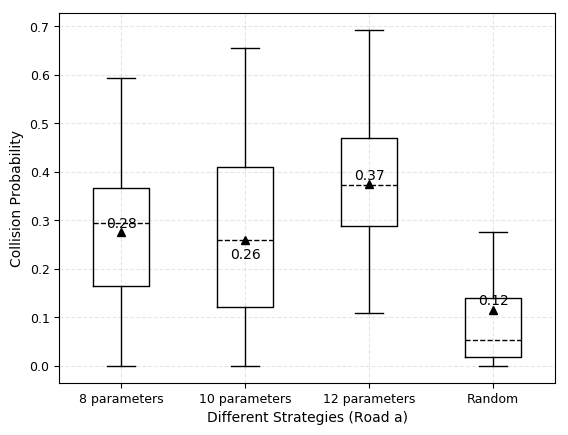 0.7
0.6
0.5
0.4
0.3
0.2
0.1
0.0
Collision Probability
0.28
0.26
0.37
0.12
8 parameters
10 parameters
12 parameters
Random
Different Strategies (Road a)